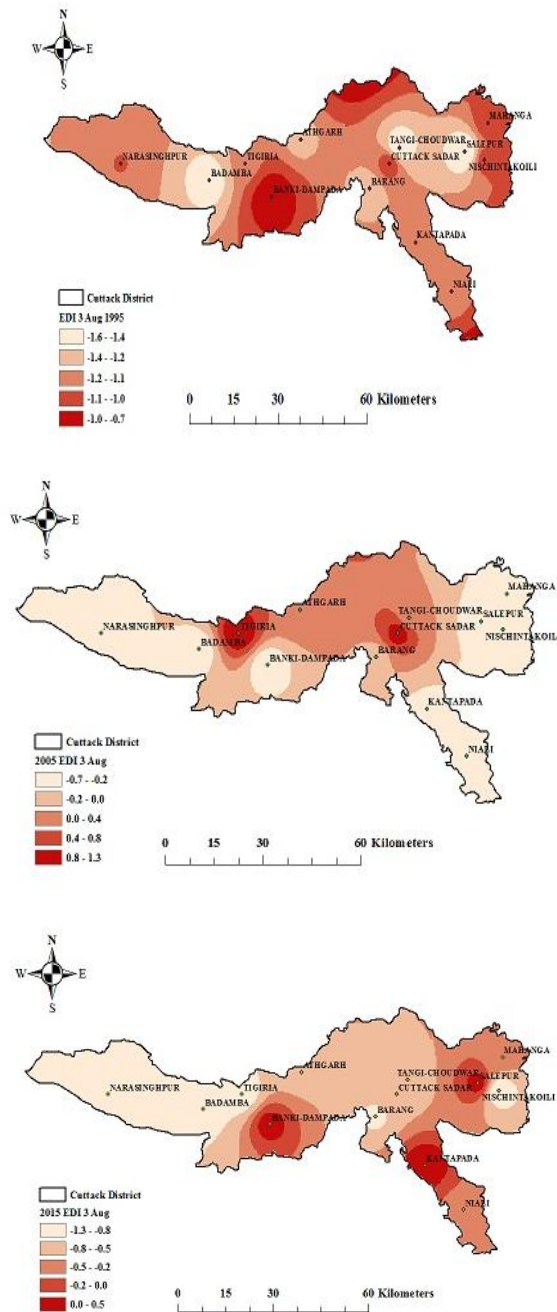 N
W E
S
MAHANGA
ATHGARH
TANGI-CHOUDWAR
SALEPUR
NARASINGHPUR
TIGIRIA
CUTTACK SADAR
NISCHINTAKOILI
BADAMBA
BARANG
BANKI-DAMPADA
KANTAPADA
NIALI
Cuttack District
EDI 3 Aug 1995
-1.6 - -1.4
-1.4 - -1.2
-1.2 - -1.1
-1.1 - -1.0
-1.0 - -0.7
60 Kilometers
0 15 30
N
W E
S
MAHANGA
ATHGARH
TANGI-CHOUDWAR
SALEPUR
NARASINGHPUR
TIGIRIA
CUTTACK SADAR
NISCHINTAKOILI
BADAMBA
BANKI-DAMPADA
BARANG
KANTAPADA
NIALI
Cuttack District
2005 EDI 3 Aug
-0.7 - -0.2
-0.2 - 0.0
0.0 - 0.4
0.4 - 0.8
0.8 - 1.3
0 15 30 60 Kilometers
N
W E
S
MAHANGA
ATHGARH
TANGI-CHOUDWAR
SALEPUR
NARASINGHPUR
TIGIRIA
CUTTACK SADAR
NISCHINTAKOILI
BADAMBA
BANKI-DAMPADA
BARANG
KANTAPADA
NIALI
Cuttack District
2015 EDI 3 Aug
-1.3 - -0.8
-0.8 - -0.5
-0.5 - -0.2
-0.2 - 0.0
0.0 - 0.5
0 15 30 60 Kilometers